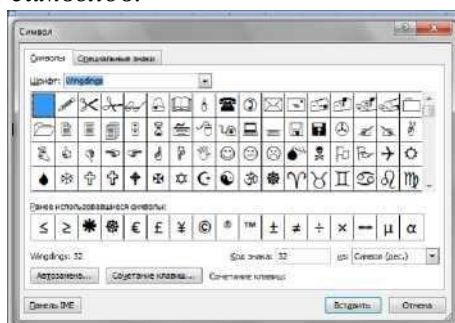 Символ
Символы Специальные знаки
Шрифт: Wingdings
Ранее использовавшиеся символы:
≤ ≥ € £ ¥ © ® ™ ± ≠ ÷ × µ α
Wingdings: 32 Код знака: 32 из: Символ (дес.)
Автозамена... Сочетание клавиш... Сочетание клавиш:
Панель IME Вставить Отмена